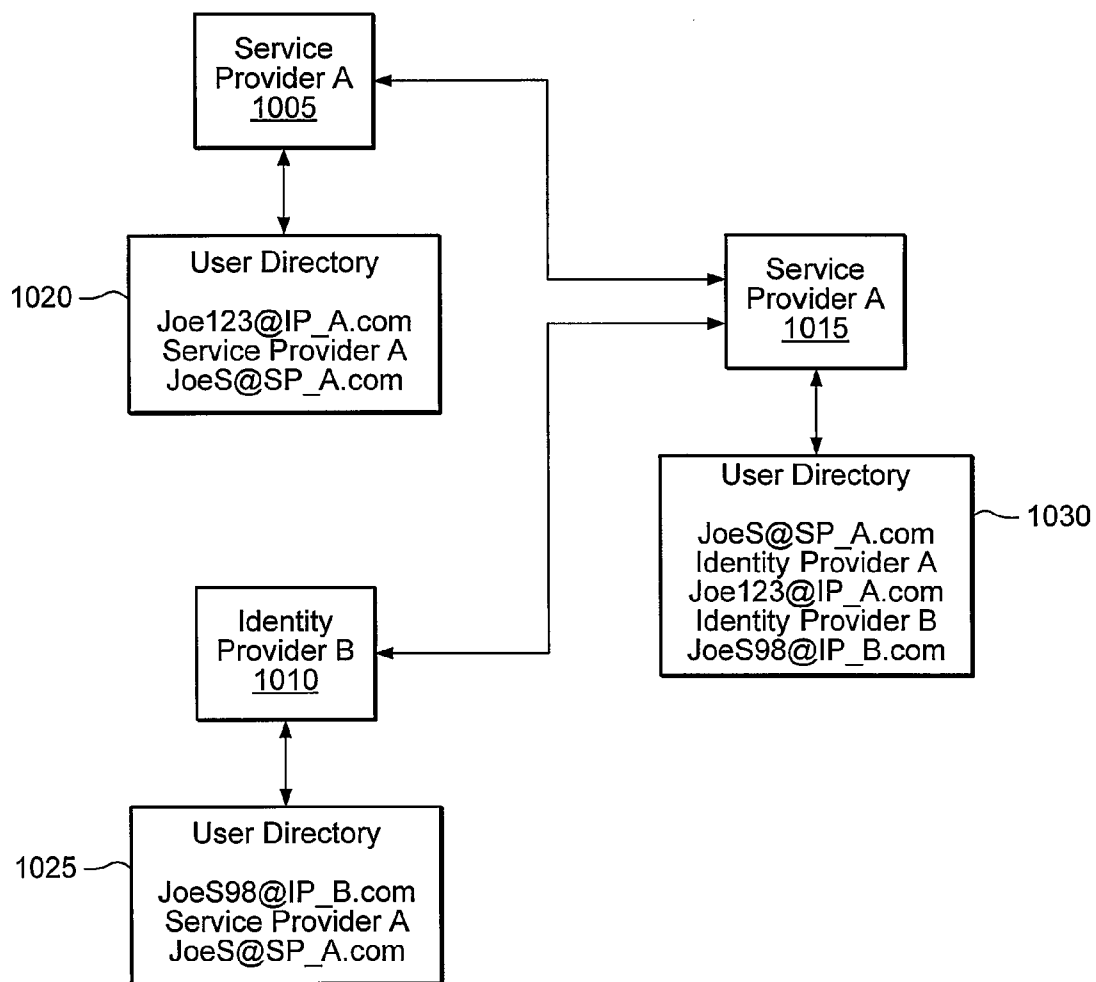 Service
Provider A
1005
User Directory
1020
Joe123@IP_A.com
Service Provider A
JoeS@SP_A.com
Service
Provider A
1015
User Directory
1030
JoeS@SP_A.com
Identity Provider A
Joe123@IP_A.com
Identity Provider B
JoeS98@IP_B.com
Identity
Provider B
1010
User Directory
1025
JoeS98@IP_B.com
Service Provider A
JoeS@SP_A.com